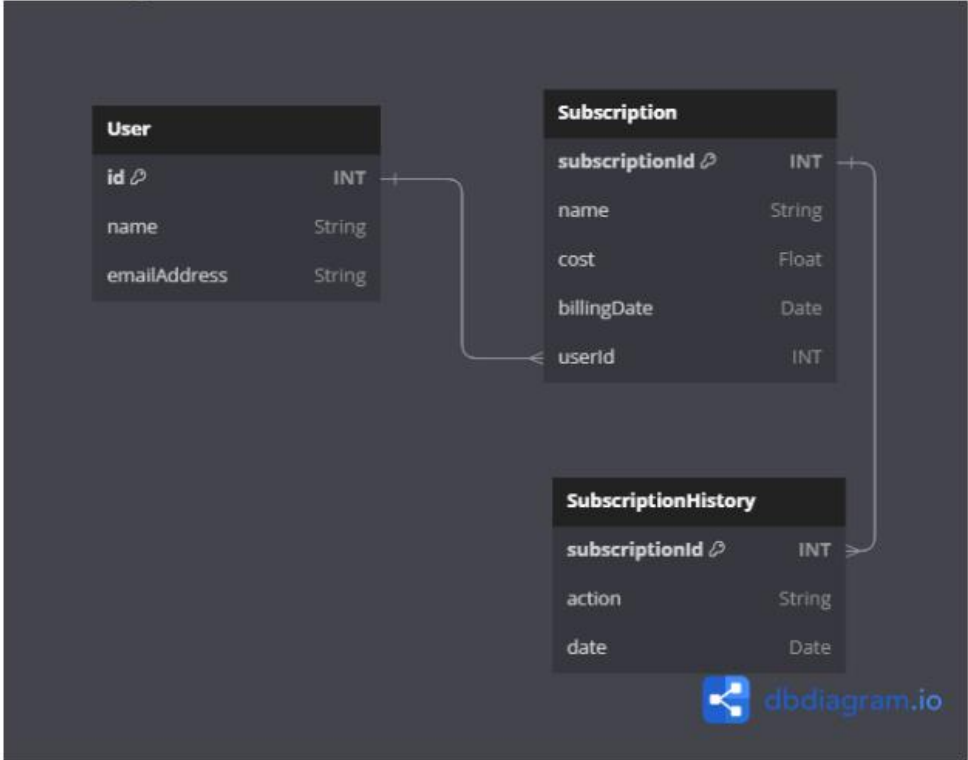 User
id INT
name String
emailAddress String
Subscription
subscriptionId INT
name String
cost Float
billingDate Date
userId INT
SubscriptionHistory
subscriptionId INT
action String
date Date
dbdiagram.io